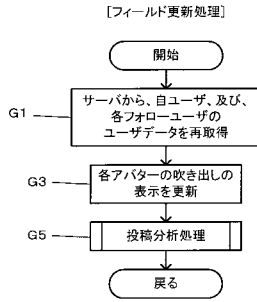 [フィールド更新処理]
開始
G1
サーバから、自ユーザ、及び、
各フォローユーザの
ユーザデータを再取得
G3
各アバターの吹き出しの
表示を更新
G5
投稿分析処理
戻る